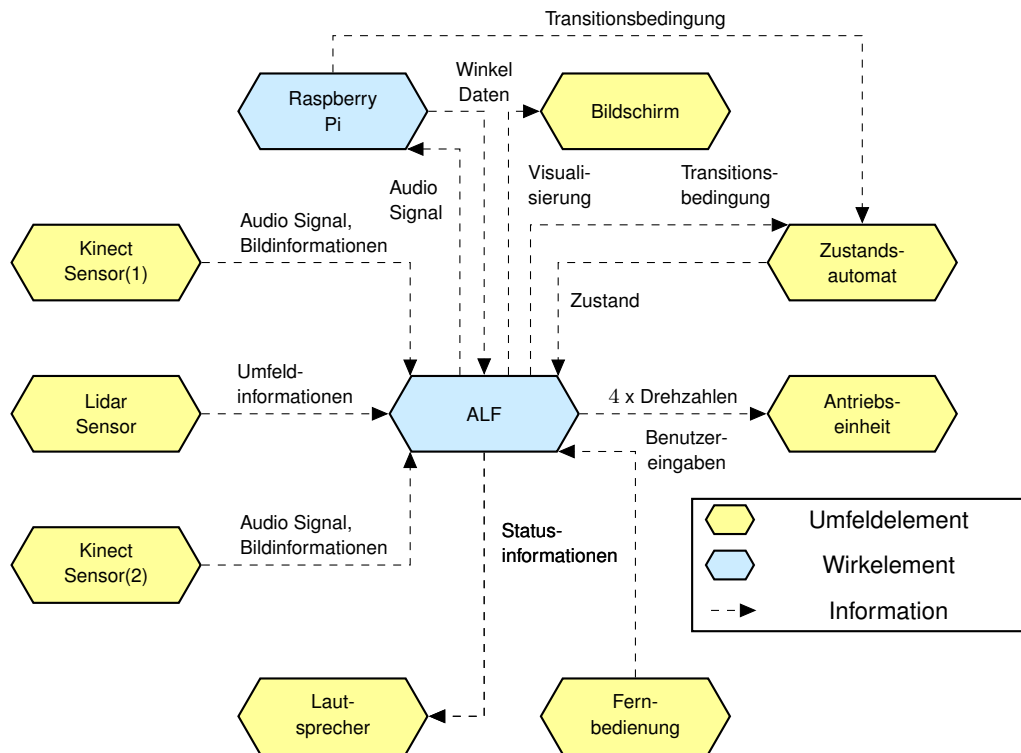 Transitionsbedingung
Raspberry
Pi
Winkel
Daten
Bildschirm
Audio
Signal
Visuali-
sierung
Transitions-
bedingung
Kinect
Sensor(1)
Audio Signal,
Bildinformationen
Zustands-
automat
Zustand
Lidar
Sensor
Umfeld-
informationen
ALF
4 x Drehzahlen
Antriebs-
einheit
Benutzer-
eingaben
Kinect
Sensor(2)
Audio Signal,
Bildinformationen
Status-
informationen
Umfeldelement
Wirkelement
Information
Laut-
sprecher
Fern-
bedienung